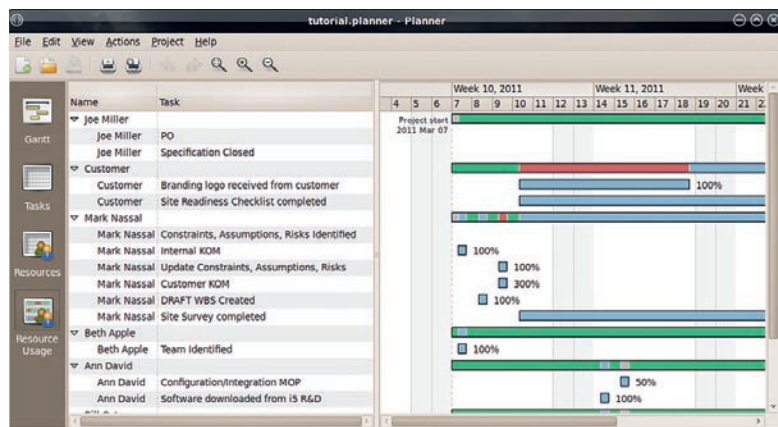 tutorial.planner - Planner
File Edit View Actions Project Help
Gantt
Tasks
Resources
Resource Usage
Name Task
Week 10, 2011 Week 11, 2011 Week
4 5 6 7 8 9 10 11 12 13 14 15 16 17 18 19 20 21
Project start
2011 Mar 07
Joe Miller
Joe Miller PO
Joe Miller Specification Closed
Customer
Customer Branding logo received from customer 100%
Customer Site Readiness Checklist completed
Mark Nassal
Mark Nassal Constraints, Assumptions, Risks Identified
Mark Nassal Internal KOM 100%
Mark Nassal Update Constraints, Assumptions, Risks 100%
Mark Nassal Customer KOM 300%
Mark Nassal DRAFT WBS Created 100%
Mark Nassal Site Survey completed
Beth Apple
Beth Apple Team Identified 100%
Ann David
Ann David Configuration/Integration MOP 50%
Ann David Software downloaded from i5 R&D 100%